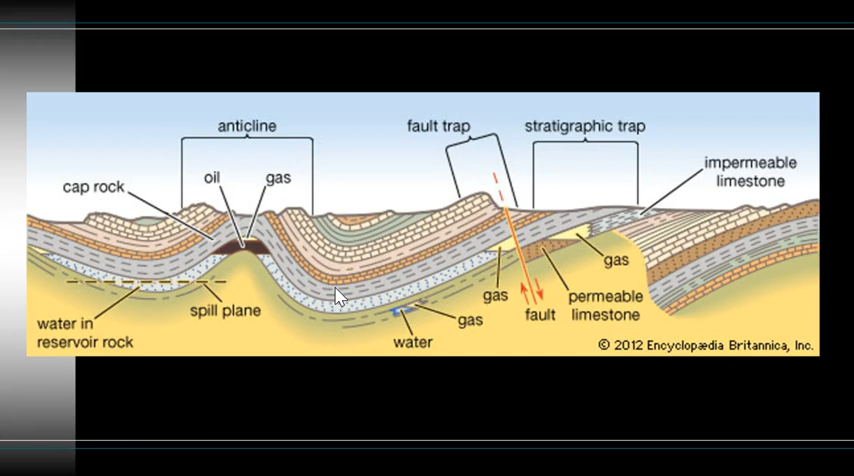 anticline
fault trap
stratigraphic trap
impermeable
limestone
cap rock
oil
gas
gas
gas
permeable
limestone
fault
gas
water
spill plane
water in
reservoir rock
© 2012 Encyclopædia Britannica, Inc.